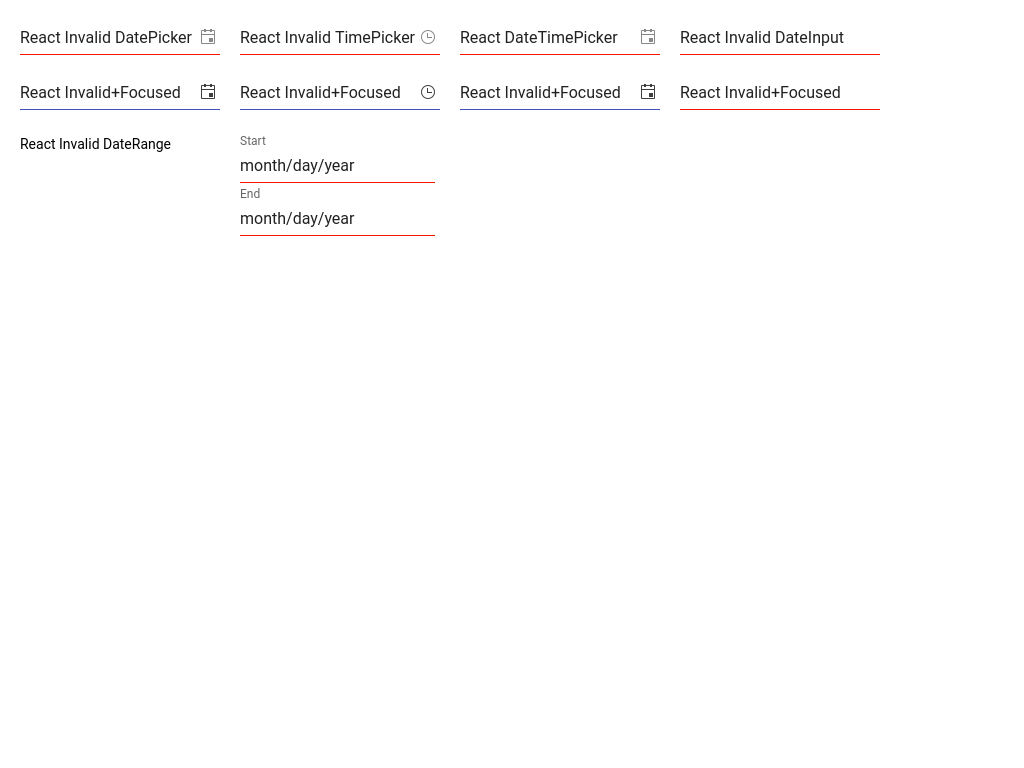 React Invalid DatePicker React Invalid TimePicker React DateTimePicker React Invalid DateInput
React Invalid+Focused React Invalid+Focused React Invalid+Focused React Invalid+Focused
React Invalid DateRange Start
month/day/year
End
month/day/year